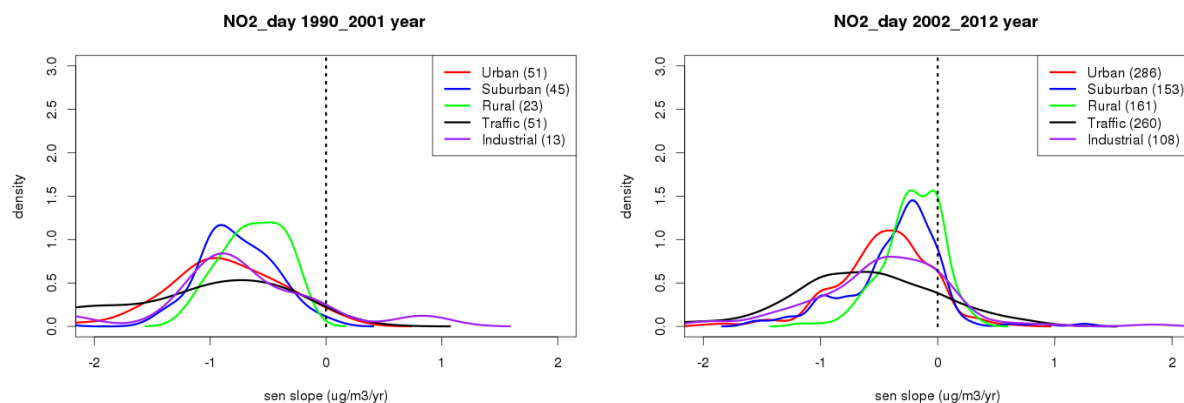 NO2_day 1990_2001 year
3.0
2.5
2.0
1.5
1.0
0.5
0.0
density
Urban (51)
Suburban (45)
Rural (23)
Traffic (51)
Industrial (13)
-2
-1
0
1
2
sen slope (ug/m3/yr)
NO2_day 2002_2012 year
3.0
2.5
2.0
1.5
1.0
0.5
0.0
density
Urban (286)
Suburban (153)
Rural (161)
Traffic (260)
Industrial (108)
-2
-1
0
1
2
sen slope (ug/m3/yr)